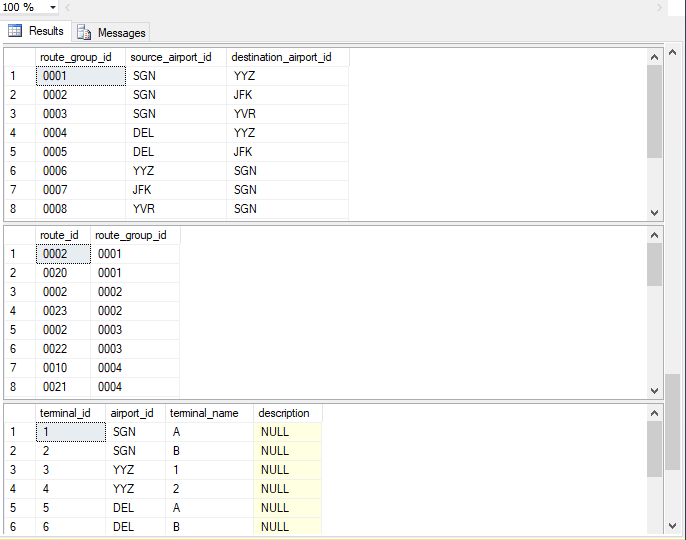 100 %
Results Messages
route_group_id source_airport_id destination_airport_id
1 0001 SGN YYZ
2 0002 SGN JFK
3 0003 SGN YVR
4 0004 DEL YYZ
5 0005 DEL JFK
6 0006 YYZ SGN
7 0007 JFK SGN
8 0008 YVR SGN
route_id route_group_id
1 0002 0001
2 0020 0001
3 0002 0002
4 0023 0002
5 0002 0003
6 0022 0003
7 0010 0004
8 0021 0004
terminal_id airport_id terminal_name description
1 1 SGN A NULL
2 2 SGN B NULL
3 3 YYZ 1 NULL
4 4 YYZ 2 NULL
5 5 DEL A NULL
6 6 DEL B NULL